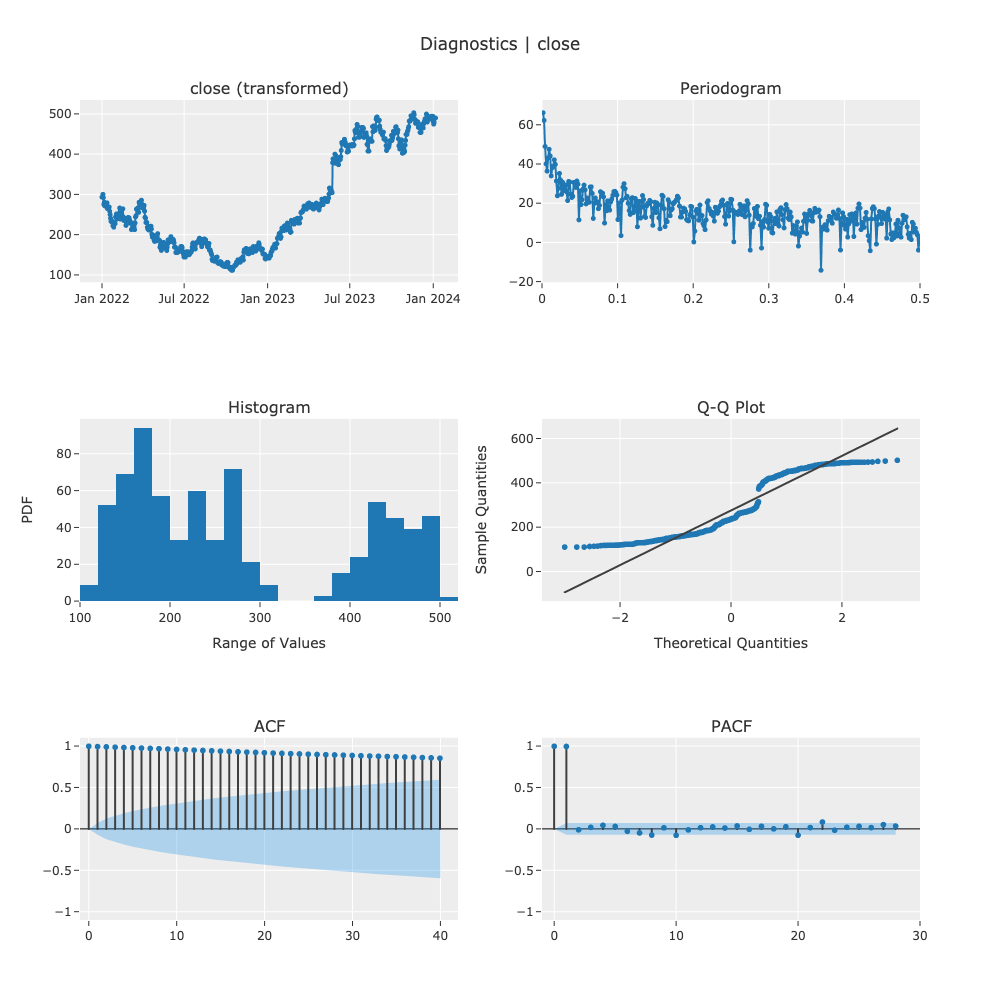 Diagnostics | close
close (transformed)
500
400
300
200
100
Jan 2022 Jul 2022 Jan 2023 Jul 2023 Jan 2024
Periodogram
60
40
20
0
−20
0 0.1 0.2 0.3 0.4 0.5
Histogram
PDF
80
60
40
20
0
100 200 300 400 500
Range of Values
Q-Q Plot
Sample Quantities
600
400
200
0
−2 0 2
Theoretical Quantities
ACF
1
0.5
0
−0.5
−1
0 10 20 30 40
PACF
1
0.5
0
−0.5
−1
0 10 20 30